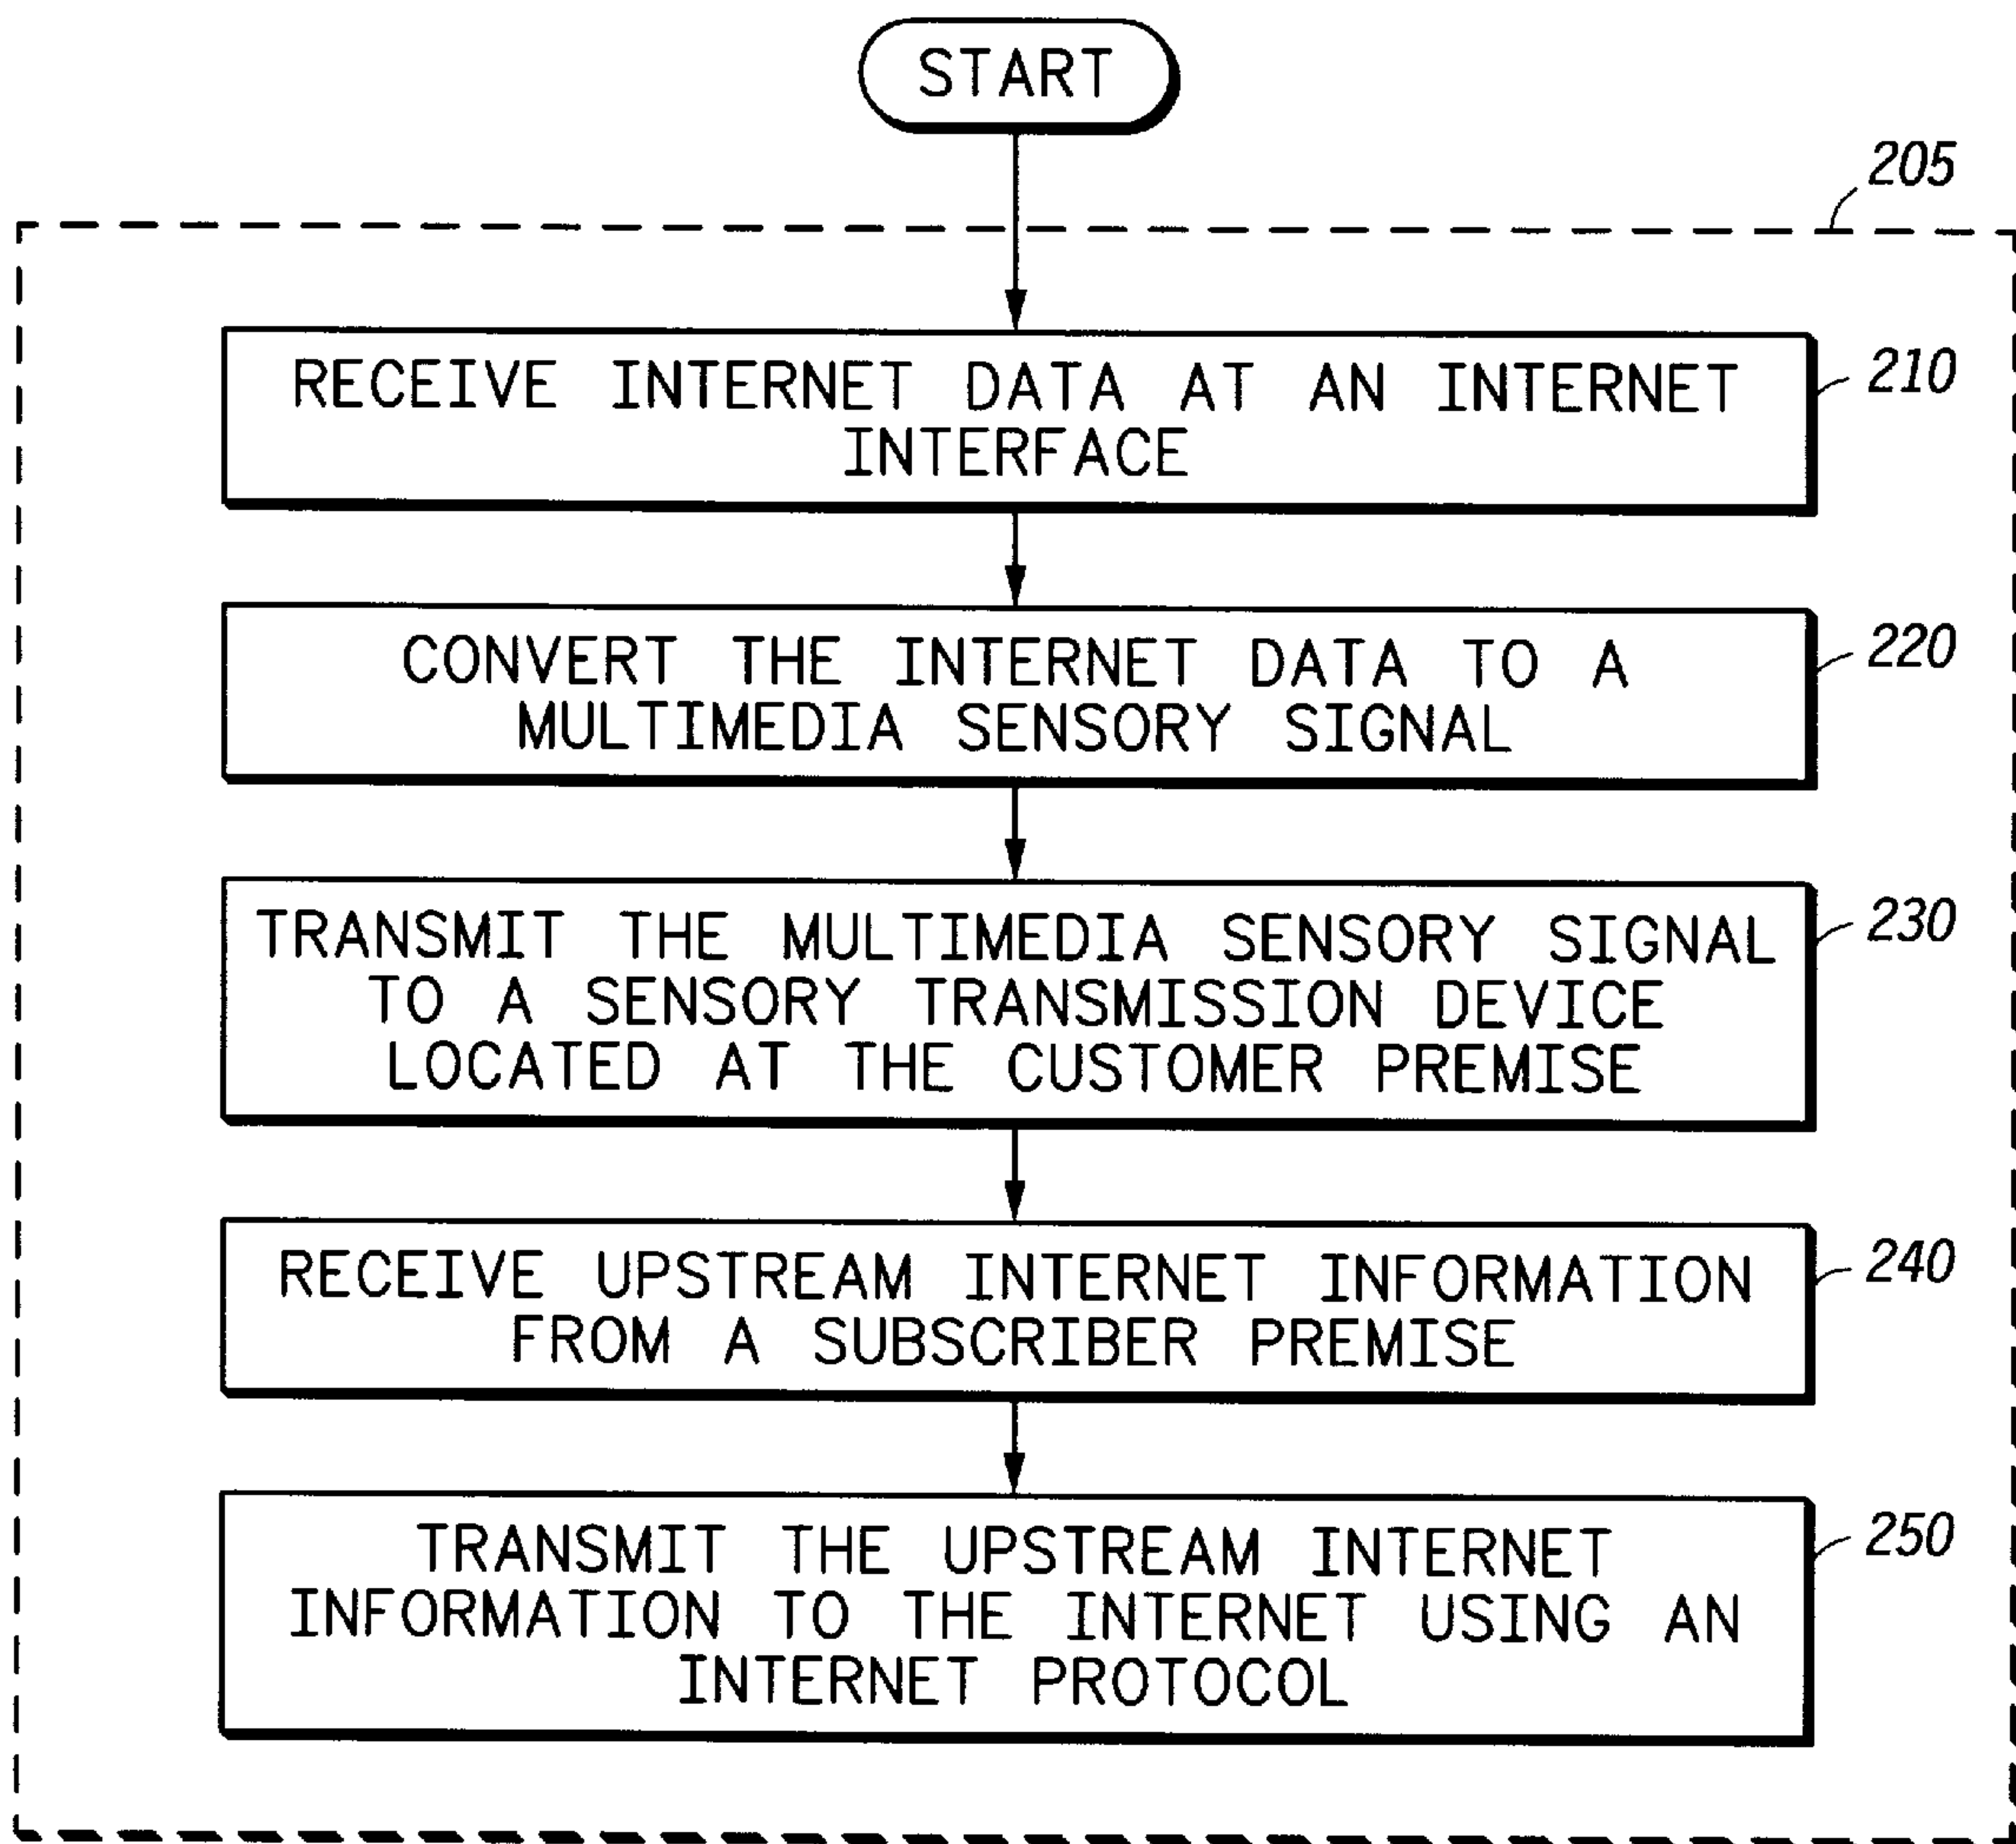 START
205
RECEIVE INTERNET DATA AT AN INTERNET
INTERFACE
210
CONVERT THE INTERNET DATA TO A
MULTIMEDIA SENSORY SIGNAL
220
TRANSMIT THE MULTIMEDIA SENSORY SIGNAL
TO A SENSORY TRANSMISSION DEVICE
LOCATED AT THE CUSTOMER PREMISE
230
RECEIVE UPSTREAM INTERNET INFORMATION
FROM A SUBSCRIBER PREMISE
240
TRANSMIT THE UPSTREAM INTERNET
INFORMATION TO THE INTERNET USING AN
INTERNET PROTOCOL
250